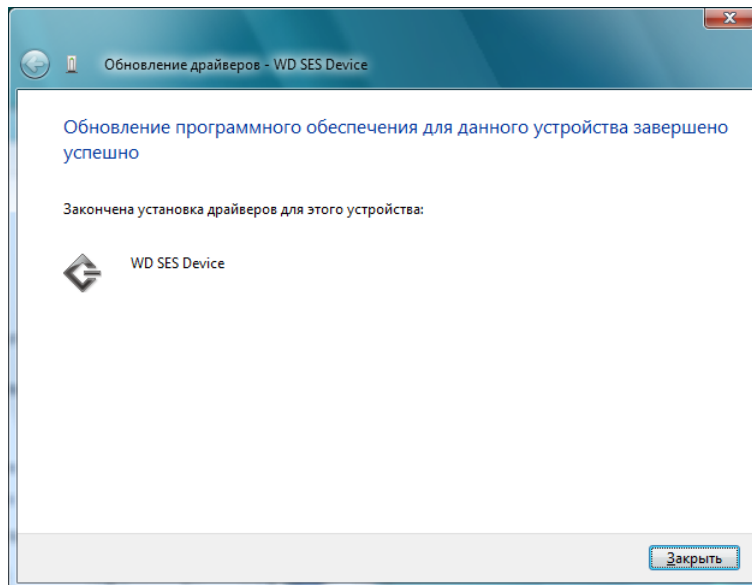 Обновление драйверов - WD SES Device
Обновление программного обеспечения для данного устройства завершено
успешно
Закончена установка драйверов для этого устройства:
WD SES Device
Закрыть